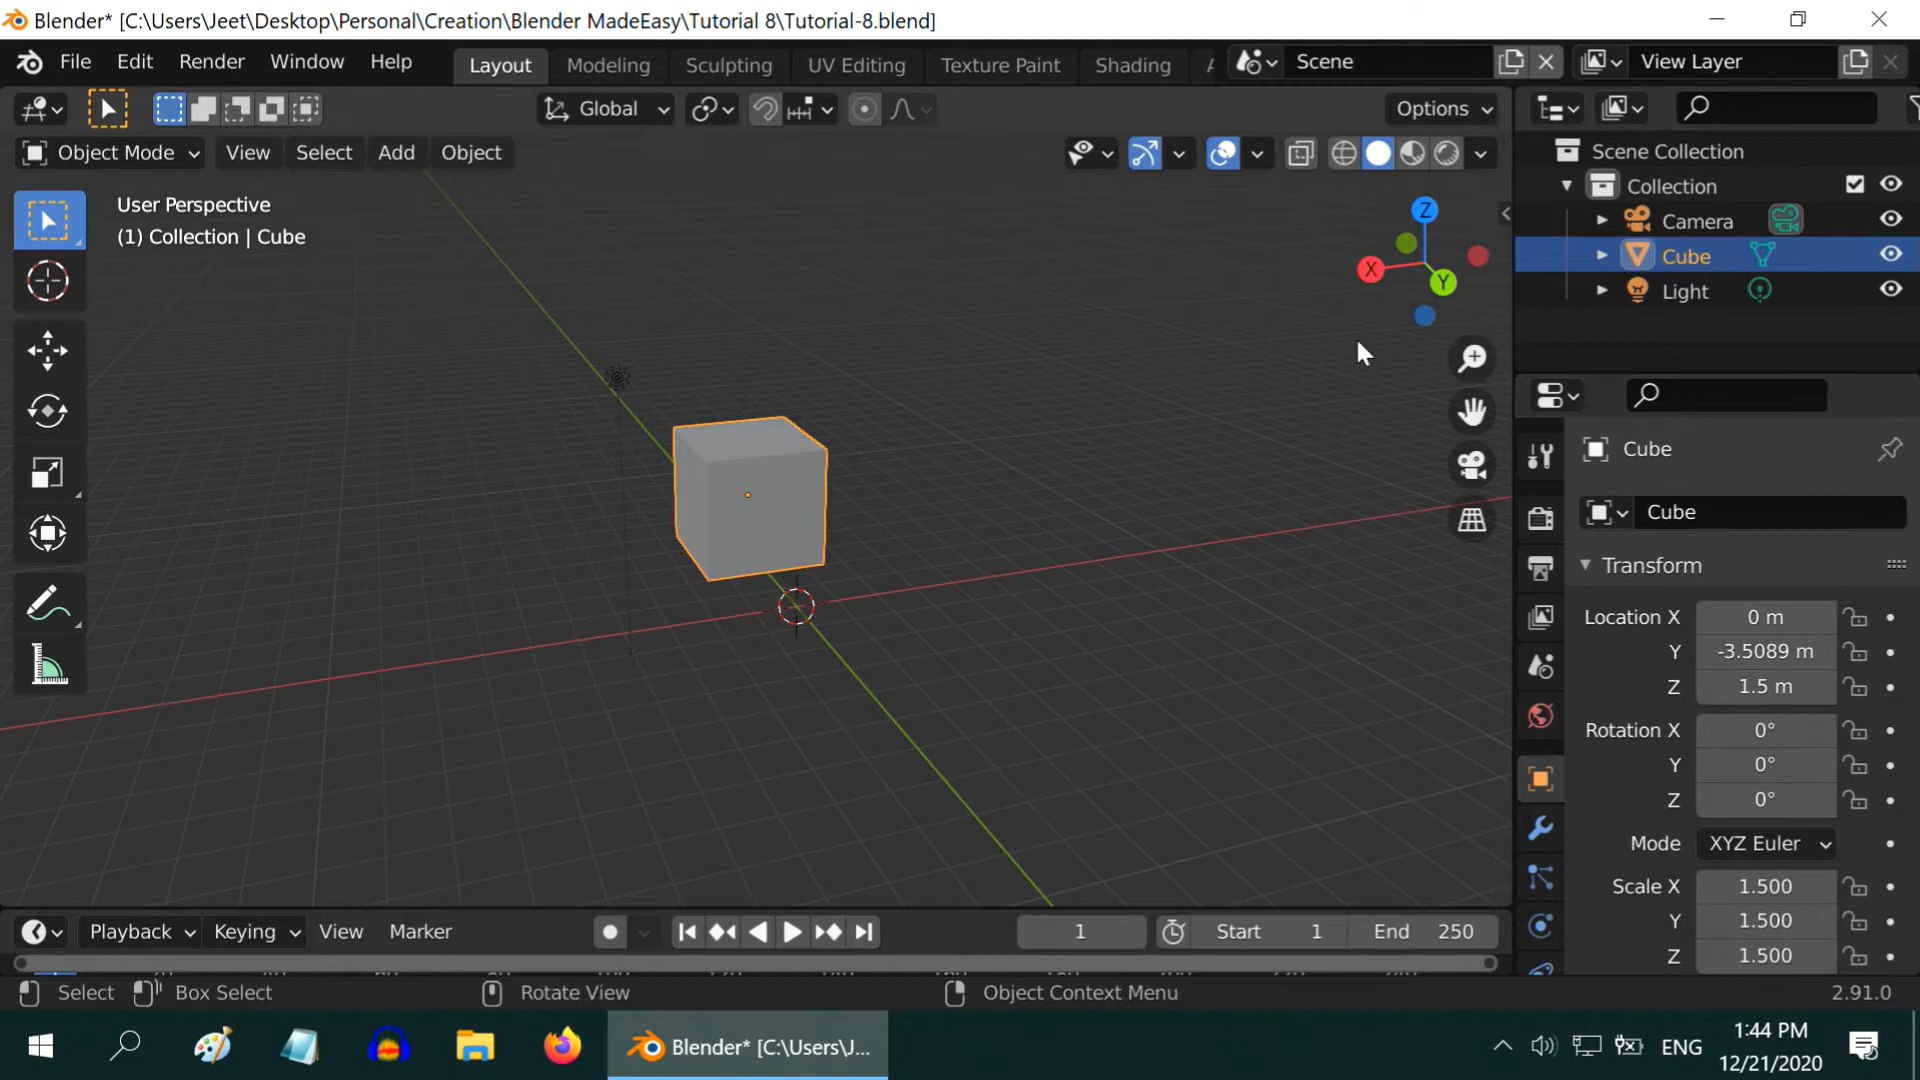 Blender* [C:\Users\Jeet\Desktop\Personal\Creation\Blender MadeEasy\Tutorial 8\Tutorial-8.blend]
File Edit Render Window Help Layout Modeling Sculpting UV Editing Texture Paint Shading Scene View Layer
Global Options
Object Mode View Select Add Object
Scene Collection
Collection
Camera
Cube
Light
User Perspective
(1) Collection | Cube
Z
X
Y
Cube
Cube
Transform
Location X 0 m
Y -3.5089 m
Z 1.5 m
Rotation X 0°
Y 0°
Z 0°
Mode XYZ Euler
Scale X 1.500
Y 1.500
Z 1.500
Playback Keying View Marker 1 Start 1 End 250
Select Box Select Rotate View Object Context Menu 2.91.0
Blender* [C:\Users\J...
ENG
1:44 PM
12/21/2020